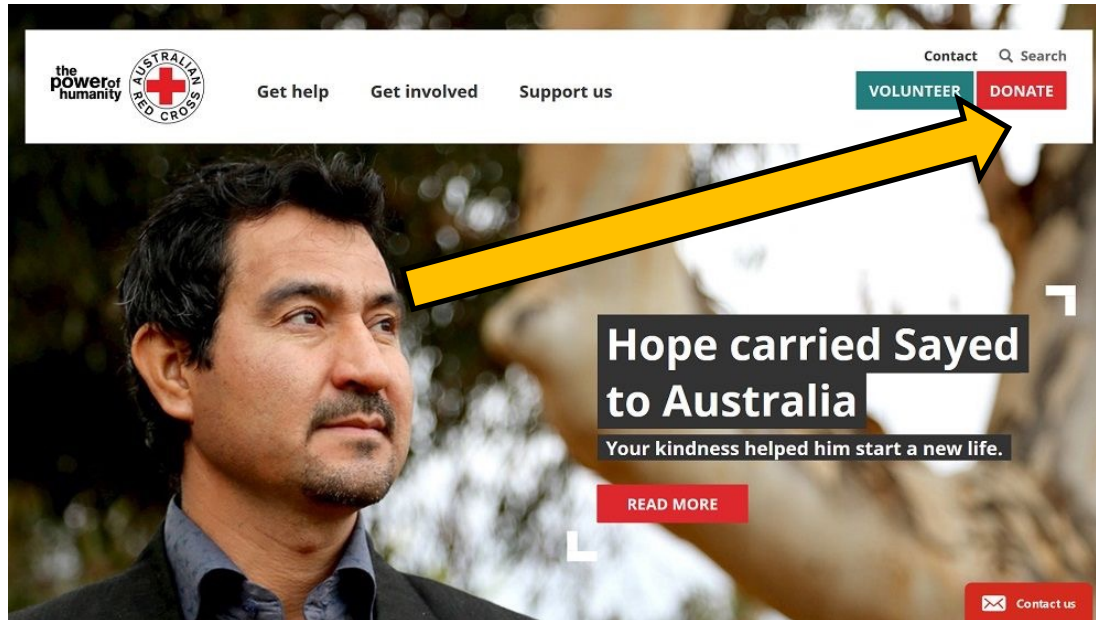 the
power of
humanity
AUSTRALIAN
RED CROSS
Get help
Get involved
Support us
Contact
Search
VOLUNTEER
DONATE
Hope carried Sayed
to Australia
Your kindness helped him start a new life.
READ MORE
Contact us